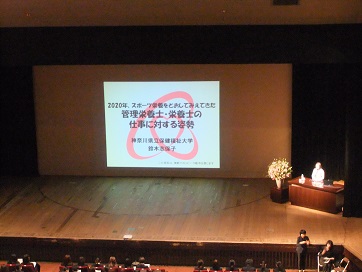 2020年、スポーツ栄養をとおしてみえてきた
管理栄養士・栄養士の
仕事に対する姿勢
神奈川県立保健福祉大学
鈴木志保子